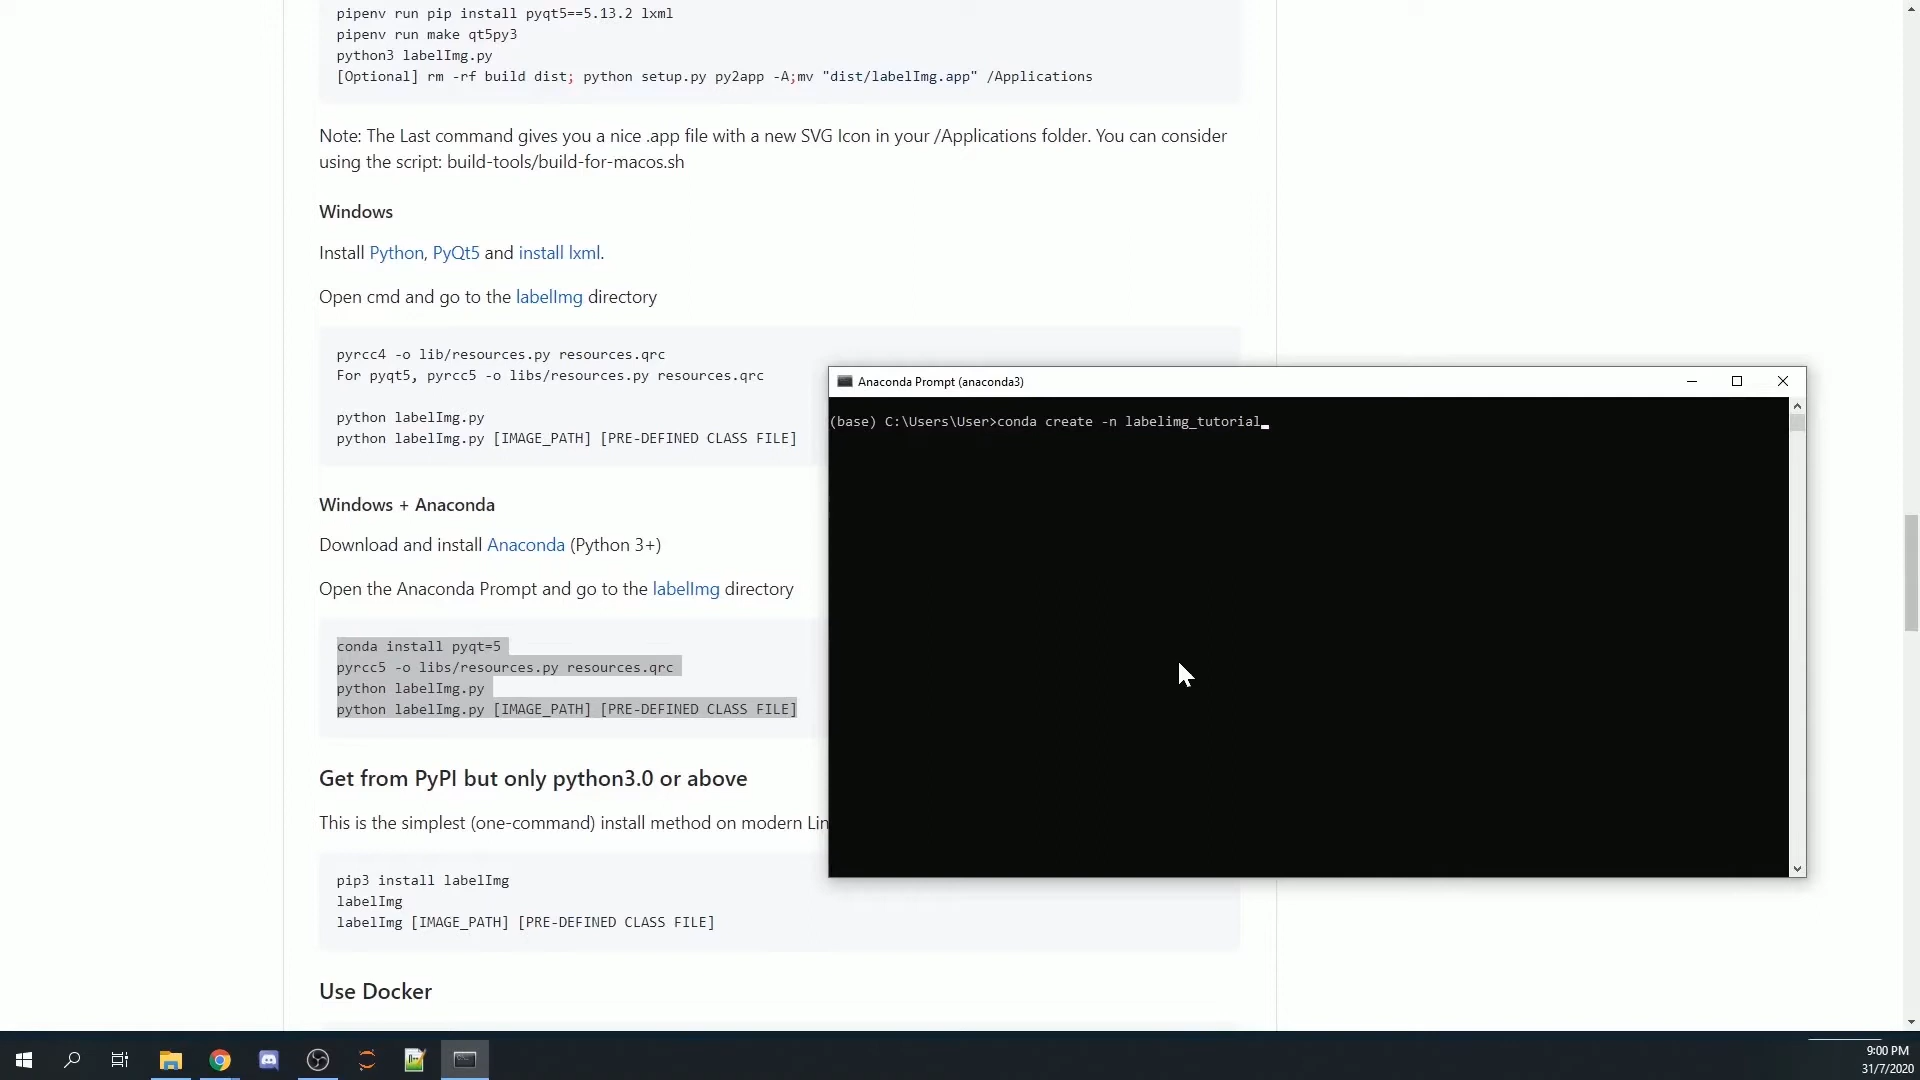 pipenv run pip install pyqt5==5.13.2 lxml
pipenv run make qt5py3
python3 labelImg.py
[Optional] rm -rf build dist; python setup.py py2app -A;mv "dist/labelImg.app" /Applications
Note: The Last command gives you a nice .app file with a new SVG Icon in your /Applications folder. You can consider
using the script: build-tools/build-for-macos.sh
Windows
Install Python, PyQt5 and install lxml.
Open cmd and go to the labelImg directory
pyrcc4 -o lib/resources.py resources.qrc
For pyqt5, pyrcc5 -o libs/resources.py resources.qrc
python labelImg.py
python labelImg.py [IMAGE_PATH] [PRE-DEFINED CLASS FILE]
Windows + Anaconda
Download and install Anaconda (Python 3+)
Open the Anaconda Prompt and go to the labelImg directory
conda install pyqt=5
pyrcc5 -o libs/resources.py resources.qrc
python labelImg.py
python labelImg.py [IMAGE_PATH] [PRE-DEFINED CLASS FILE]
Get from PyPI but only python3.0 or above
This is the simplest (one-command) install method on modern Lin
pip3 install labelImg
labelImg
labelImg [IMAGE_PATH] [PRE-DEFINED CLASS FILE]
Use Docker
Anaconda Prompt (anaconda3)
(base) C:\Users\User>conda create -n labelimg_tutorial
9:00 PM
31/7/2020